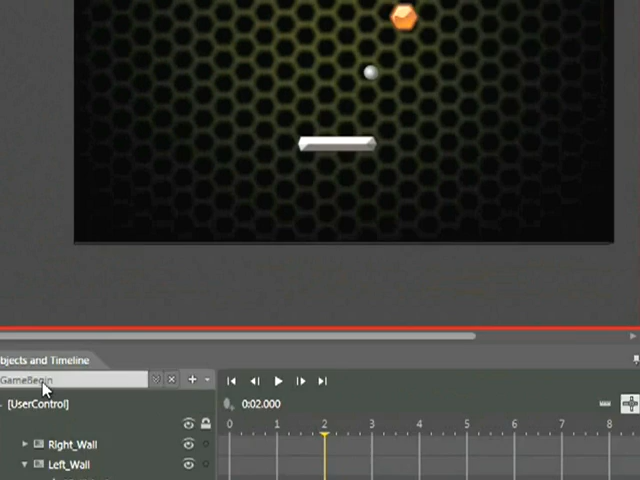 bjects and Timeline
GameBegin
[UserControl]
0:02.000
0 1 2 3 4 5 6 7 8
Right_Wall
Left_Wall